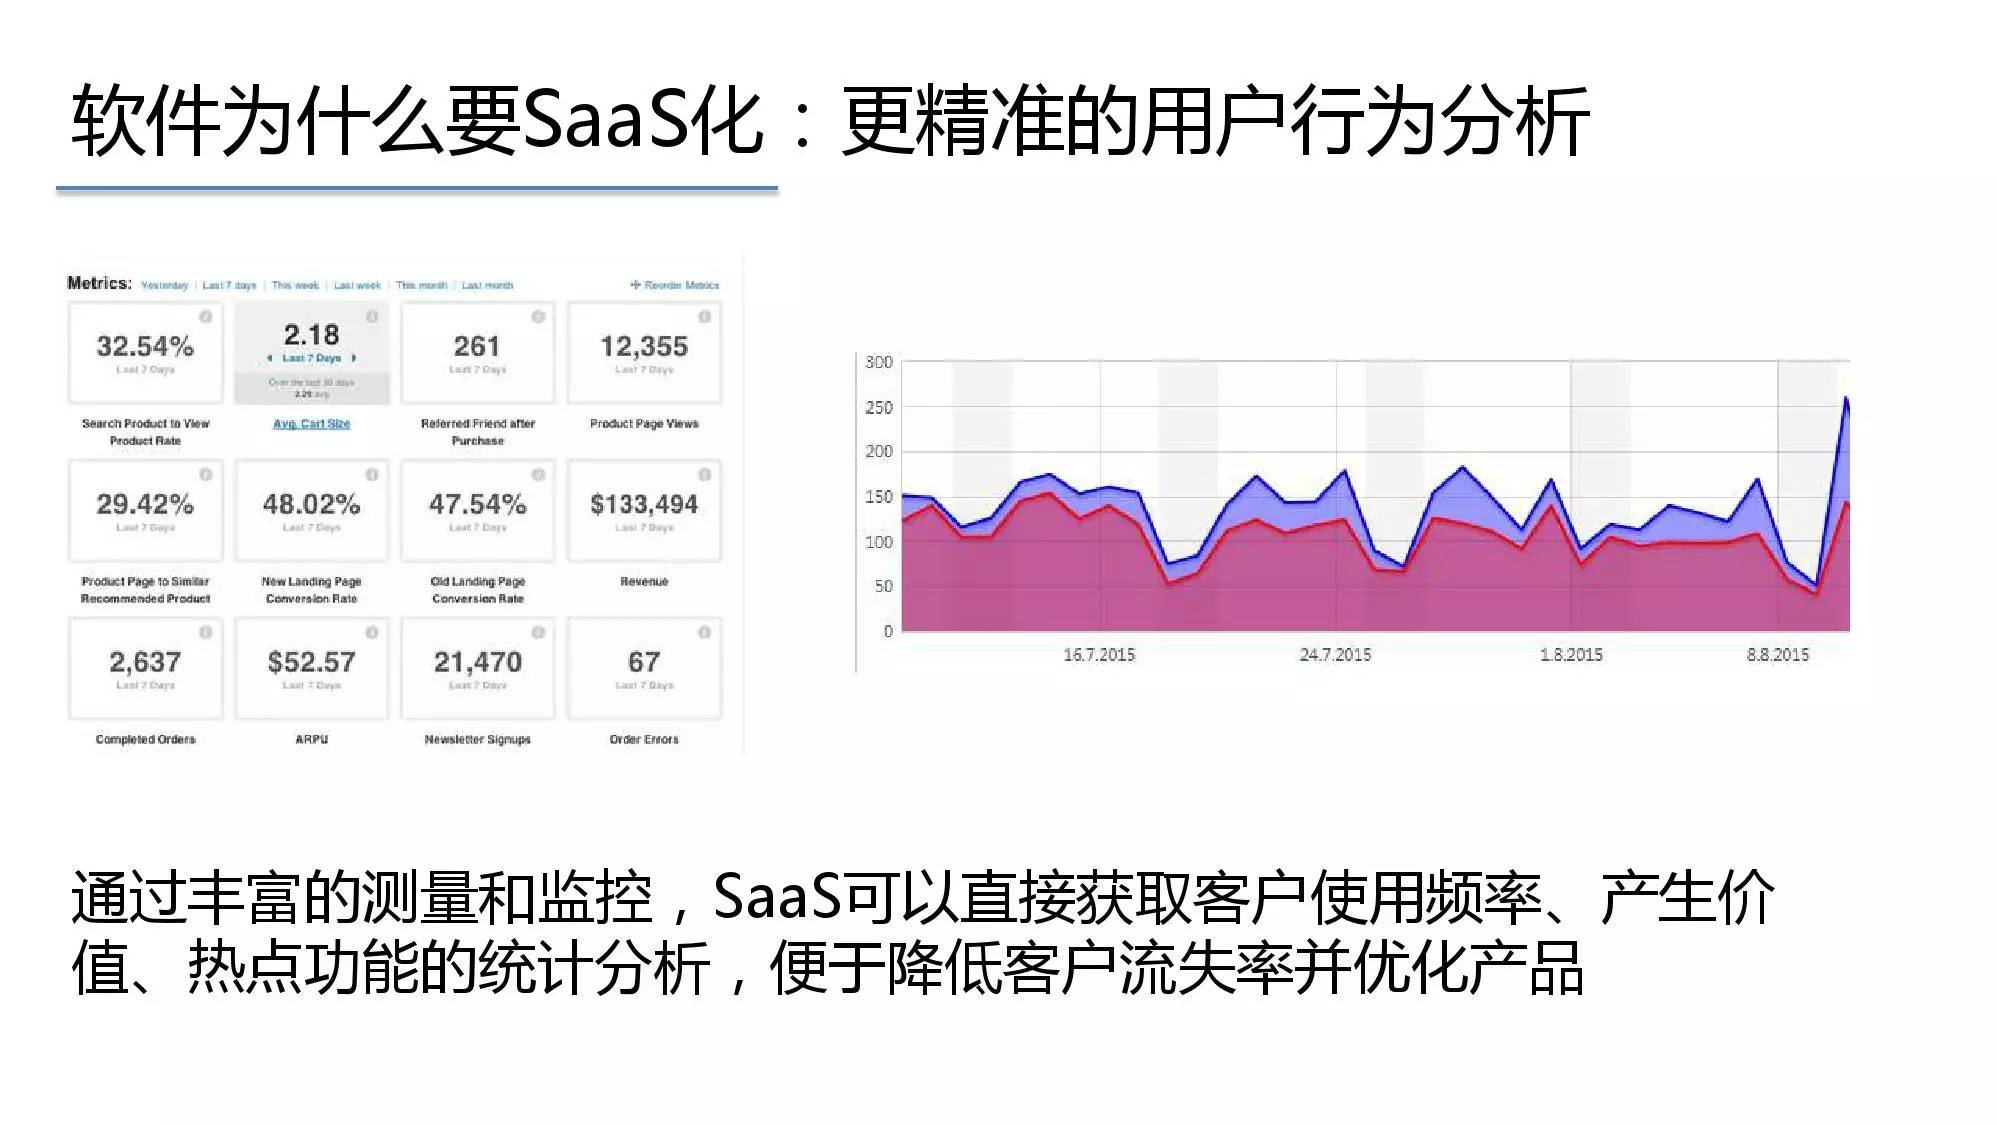 软件为什么要SaaS化：更精准的用户行为分析
Metrics: Yesterday | Last 7 days | This week | Last week | This month | Last month + Reorder Metrics
32.54% 2.18 261 12,355
Last 7 Days Last 7 Days Last 7 Days Last 7 Days
Over the last 30 days
2.29 avg
Search Product to View Avg. Cart Size Referred Friend after Product Page Views
Product Rate Purchase
29.42% 48.02% 47.54% $133,494
Last 7 Days Last 7 Days Last 7 Days Last 7 Days
Product Page to Similar New Landing Page Old Landing Page Revenue
Recommended Product Conversion Rate Conversion Rate
2,637 $52.57 21,470 67
Last 7 Days Last 7 Days Last 7 Days Last 7 Days
Completed Orders ARPU Newsletter Signups Order Errors
300
250
200
150
100
50
0
16.7.2015 24.7.2015 1.8.2015 8.8.2015
通过丰富的测量和监控，SaaS可以直接获取客户使用频率、产生价
值、热点功能的统计分析，便于降低客户流失率并优化产品